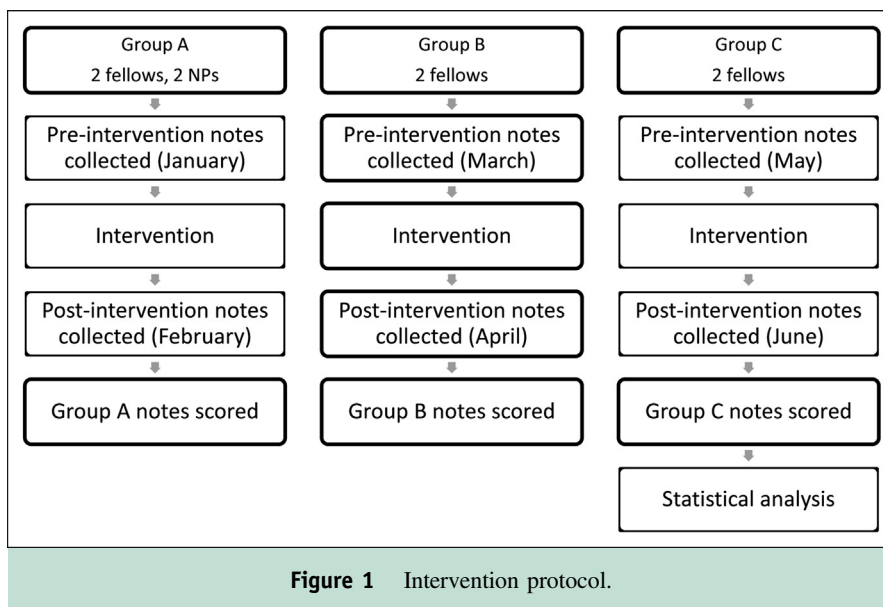 Group A
2 fellows, 2 NPs
Pre-intervention notes
collected (January)
Intervention
Post-intervention notes
collected (February)
Group A notes scored
Group B
2 fellows
Pre-intervention notes
collected (March)
Intervention
Post-intervention notes
collected (April)
Group B notes scored
Group C
2 fellows
Pre-intervention notes
collected (May)
Intervention
Post-intervention notes
collected (June)
Group C notes scored
Statistical analysis
Figure 1 Intervention protocol.